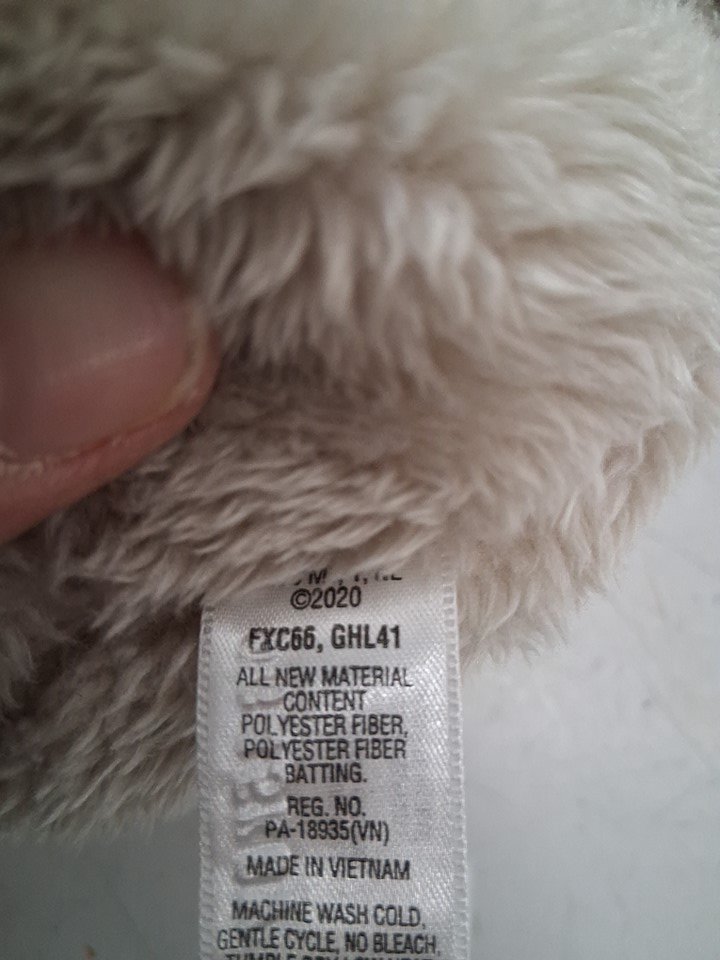 ©2020
FXC66, GHL41
ALL NEW MATERIAL
CONTENT
POLYESTER FIBER,
POLYESTER FIBER
BATTING.
REG. NO.
PA-18935(VN)
MADE IN VIETNAM
MACHINE WASH COLD,
GENTLE CYCLE, NO BLEACH,